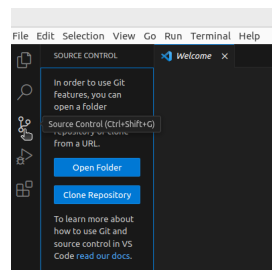 File Edit Selection View Go Run Terminal Help
SOURCE CONTROL
Welcome
In order to use Git
features, you can
open a folder
Source Control (Ctrl+Shift+G)
repository or clone
from a URL.
Open Folder
Clone Repository
To learn more about
how to use Git and
source control in VS
Code read our docs.